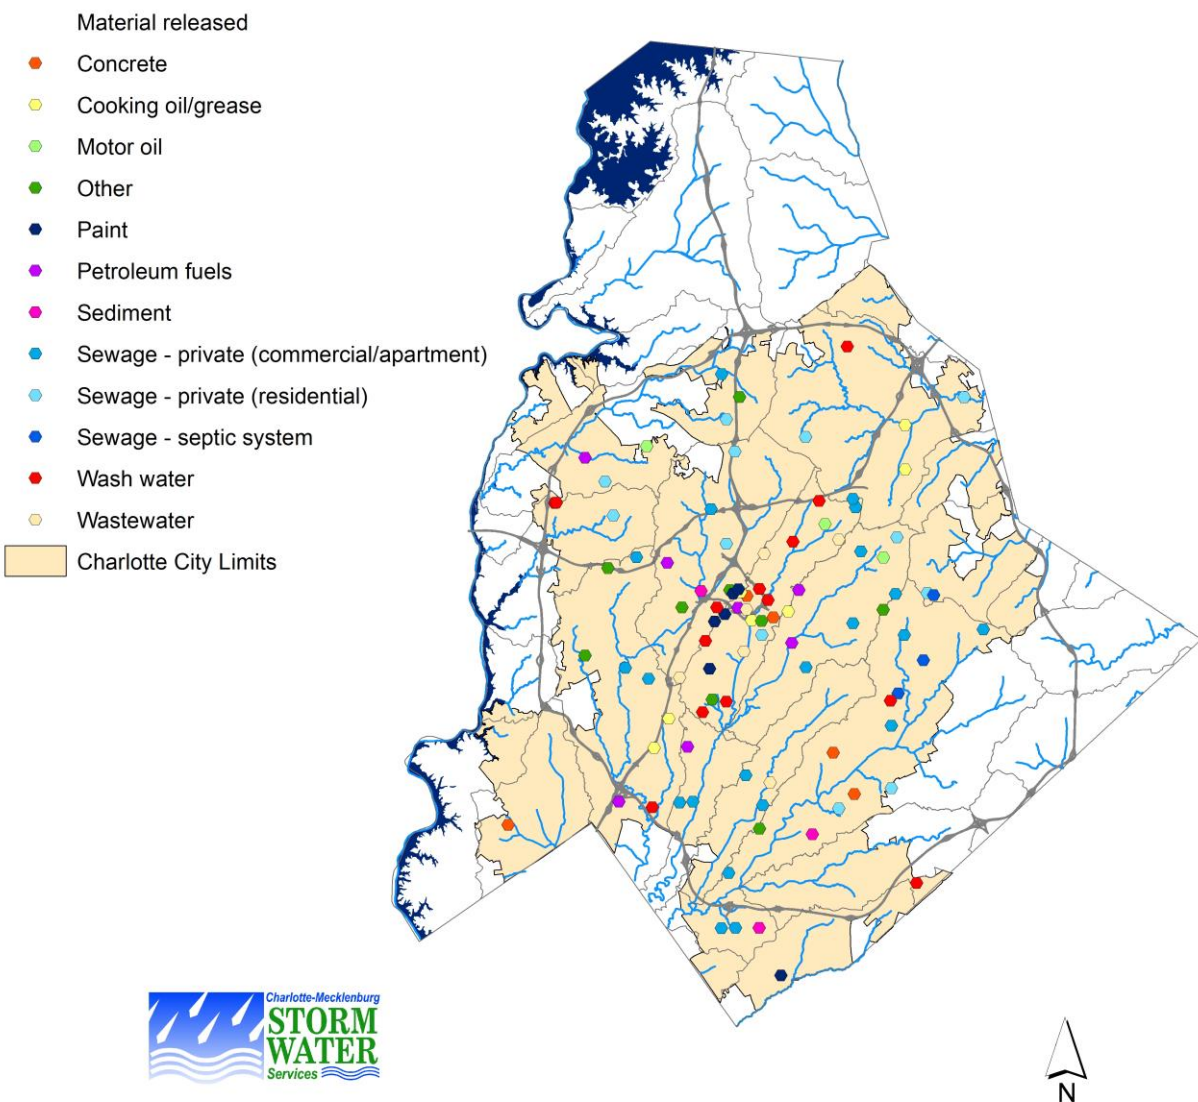 Material released
Concrete
Cooking oil/grease
Motor oil
Other
Paint
Petroleum fuels
Sediment
Sewage - private (commercial/apartment)
Sewage - private (residential)
Sewage - septic system
Wash water
Wastewater
Charlotte City Limits
Charlotte-Mecklenburg
STORM
WATER
Services
N